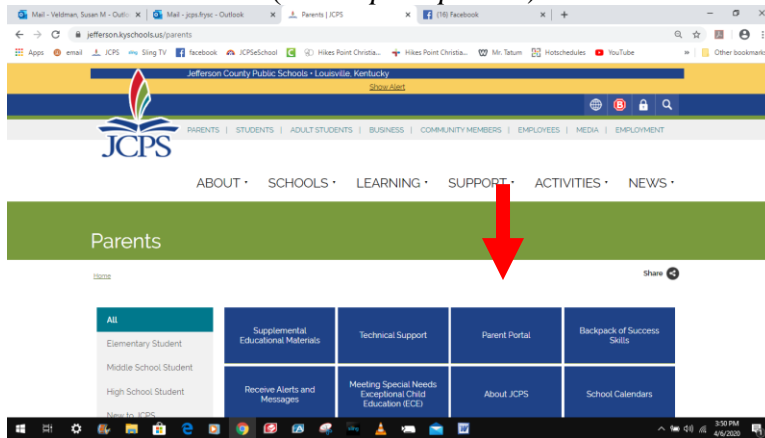 Mail - Veldman, Susan M - Outlo
Mail - jcps.frysc - Outlook
Parents | JCPS
(16) Facebook
jefferson.kyschools.us/parents
Apps email JCPS Sling TV facebook JCPSeSchool Hikes Point Christia... Hikes Point Christia... Mr. Tatum Hotschedules YouTube » Other bookmark
Jefferson County Public Schools • Louisville, Kentucky
Show Alert
JCPS
PARENTS | STUDENTS | ADULT STUDENTS | BUSINESS | COMMUNITY MEMBERS | EMPLOYEES | MEDIA | EMPLOYMENT
ABOUT SCHOOLS LEARNING SUPPORT ACTIVITIES NEWS
Parents
Home
Share
All
Elementary Student
Middle School Student
High School Student
New to JCPS
Supplemental
Educational Materials
Technical Support
Parent Portal
Backpack of Success
Skills
Receive Alerts and
Messages
Meeting Special Needs
Exceptional Child
Education (ECE)
About JCPS
School Calendars
3:50 PM
4/6/2020